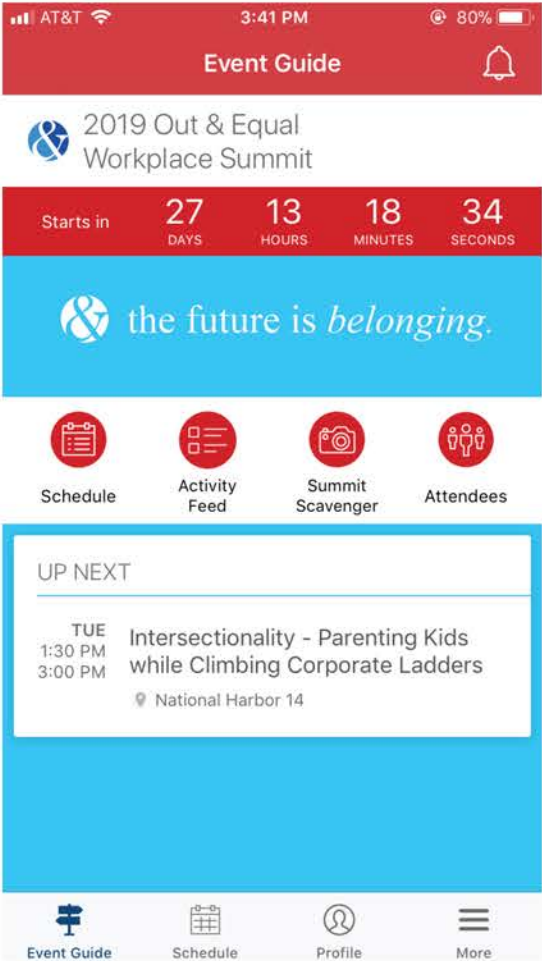 AT&T 3:41 PM 80%
Event Guide
& 2019 Out & Equal
Workplace Summit
Starts in 27 13 18 34
DAYS HOURS MINUTES SECONDS
& the future is belonging.
Schedule Activity Feed Summit Scavenger Attendees
UP NEXT
TUE
1:30 PM
3:00 PM
Intersectionality - Parenting Kids
while Climbing Corporate Ladders
National Harbor 14
Event Guide Schedule Profile More